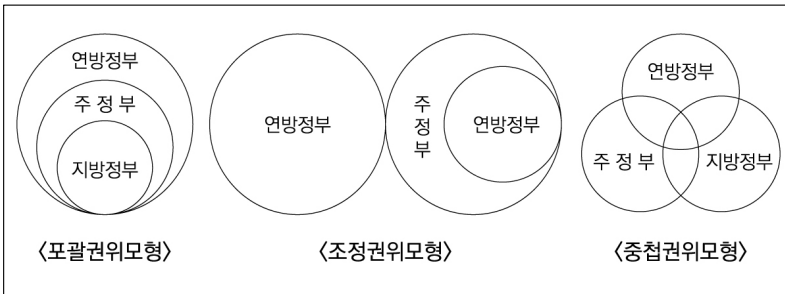 연방정부
주 정 부
지방정부
〈포괄권위모형〉
연방정부
주정부
연방정부
〈조정권위모형〉
연방정부
주 정 부
지방정부
〈중첩권위모형〉